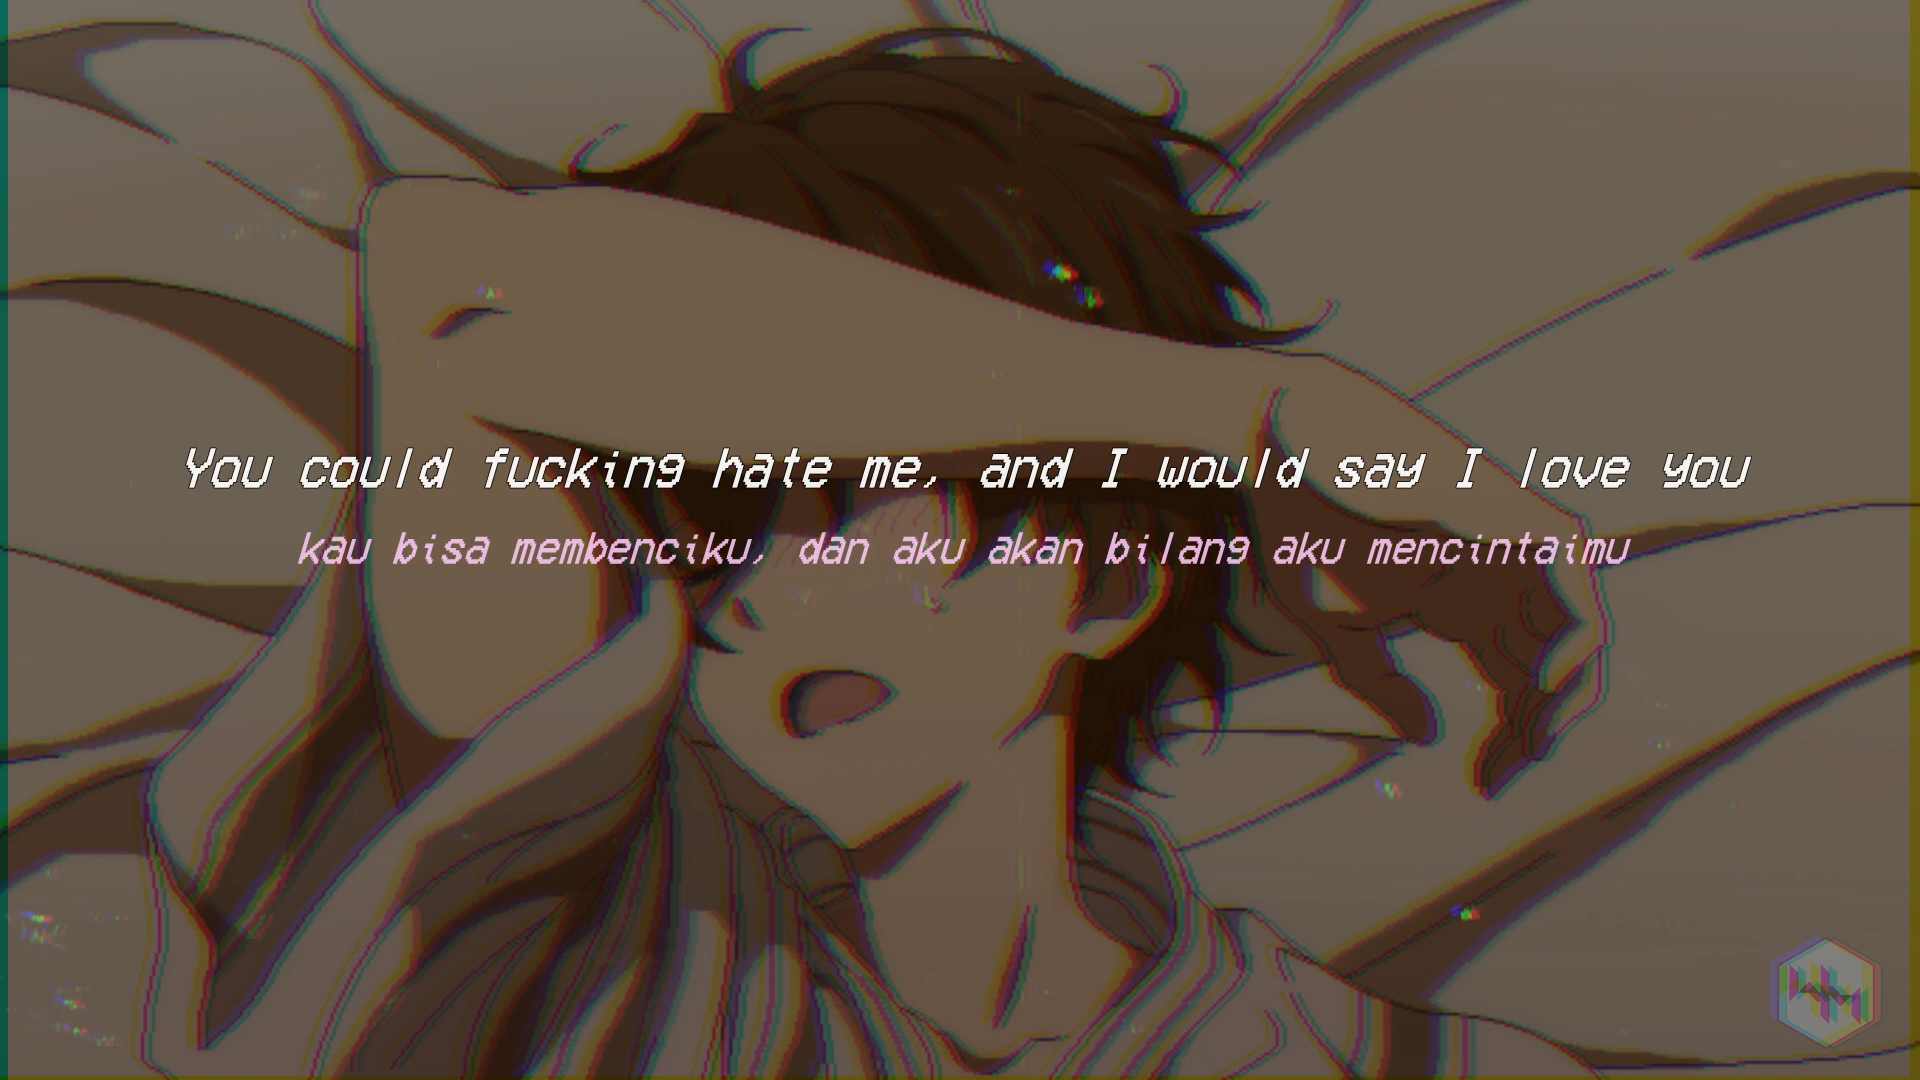 You could fucking hate me, and I would say I love you
kau bisa membenciku, dan aku akan bilang aku mencintaimu